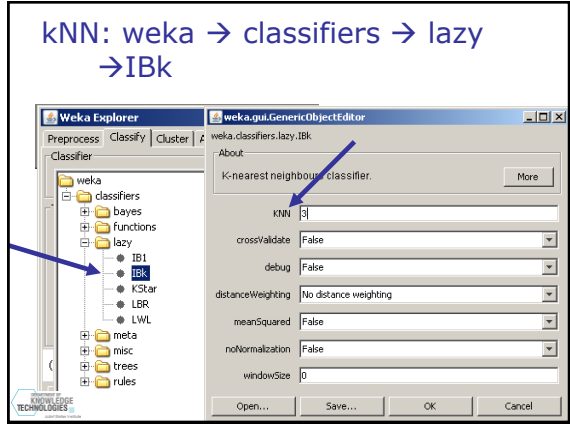 kNN: weka → classifiers → lazy
→IBk
Weka Explorer
Preprocess Classify Cluster
Classifier
weka
classifiers
bayes
functions
lazy
IB1
IBk
KStar
LBR
LWL
meta
misc
trees
rules
weka.gui.GenericObjectEditor
weka.classifiers.lazy.IBk
About
K-nearest neighbours classifier.
More
KNN 3
crossValidate False
debug False
distanceWeighting No distance weighting
meanSquared False
noNormalization False
windowSize 0
Open... Save... OK Cancel
DEPARTMENT OF
KNOWLEDGE
TECHNOLOGIES